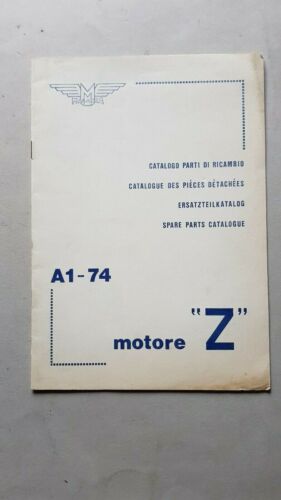 M
CATALOGO PARTI DI RICAMBIO
CATALOGUE DES PIÈCES DÉTACHÉES
ERSATZTEILKATALOG
SPARE PARTS CATALOGUE
A1-74
motore "Z"